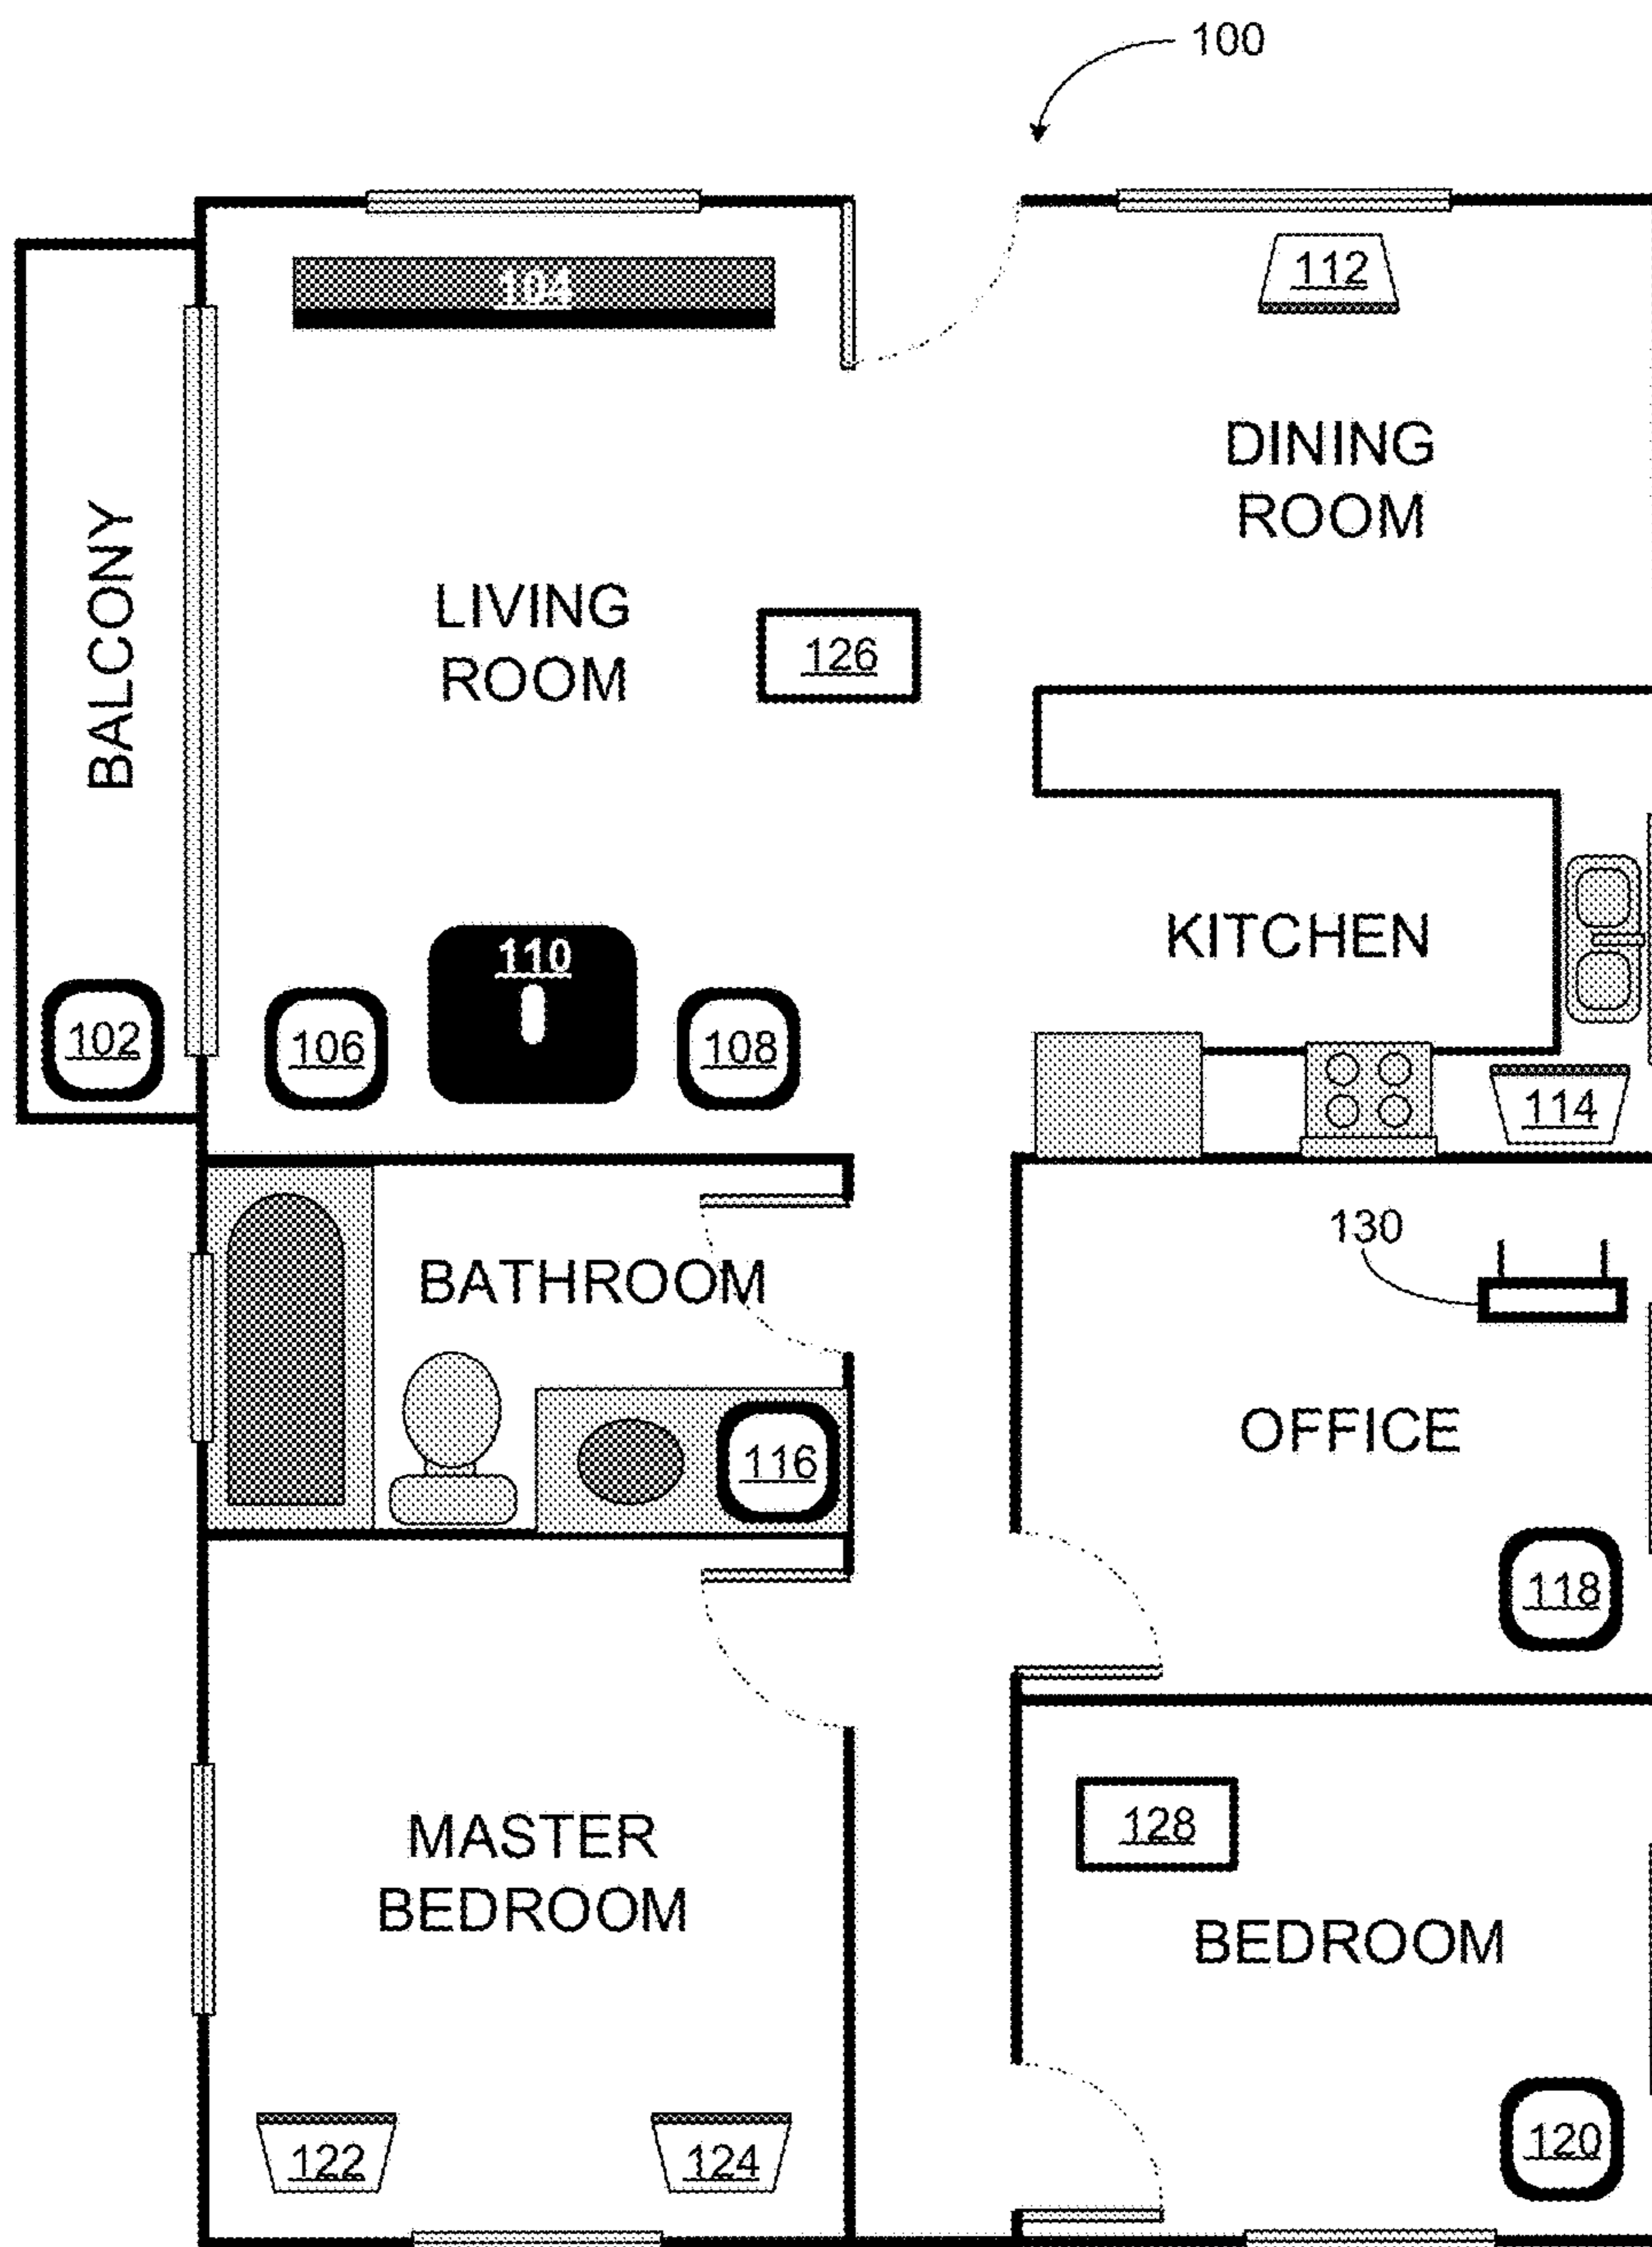 100
104
112
DINING
ROOM
BALCONY
LIVING
ROOM
126
110
KITCHEN
102
106
108
114
130
BATHROOM
OFFICE
116
118
MASTER
BEDROOM
128
BEDROOM
122
124
120